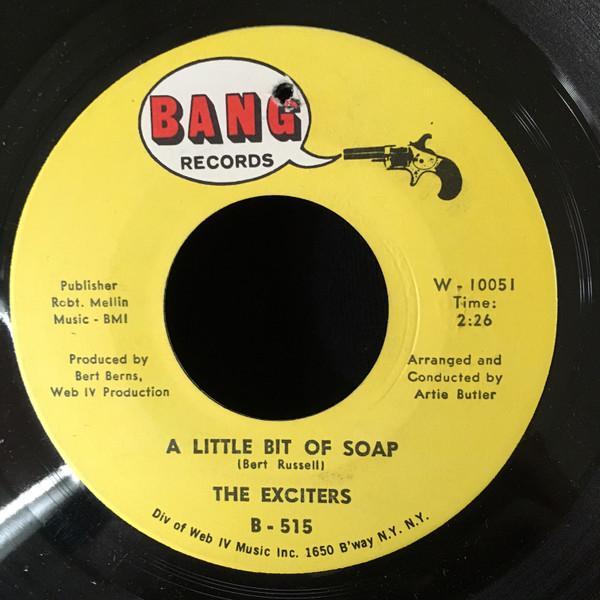 BANG
RECORDS
Publisher
Robt. Mellin
Music - BMI
W - 10051
Time:
2:26
Produced by
Bert Berns,
Web IV Production
Arranged and
Conducted by
Artie Butler
A LITTLE BIT OF SOAP
(Bert Russell)
THE EXCITERS
B - 515
Div of Web IV Music Inc. 1650 B'way N.Y. N.Y.